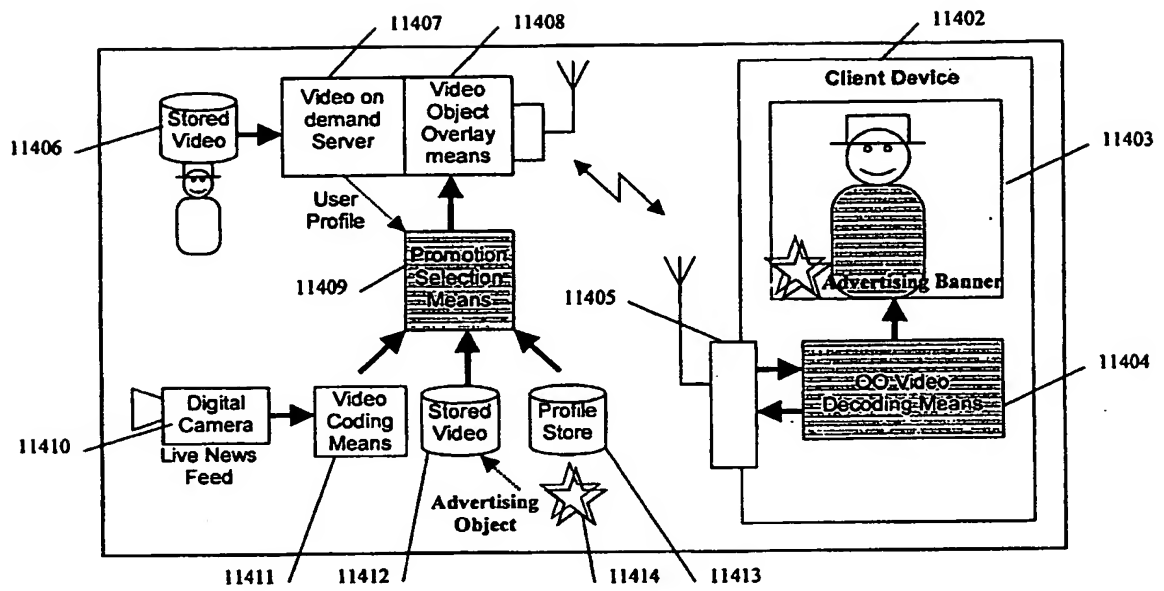 11407
11408
11402
Client Device
Stored
Video
11406
Video on
demand
Server
Video
Object
Overlay
means
11403
User
Profile
Promotion
Selection
Means
11409
Advertising Banner
11405
OO Video
Decoding Means
11404
Digital
Camera
11410
Live News
Feed
Video
Coding
Means
Stored
Video
Profile
Store
Advertising
Object
11411
11412
11414
11413